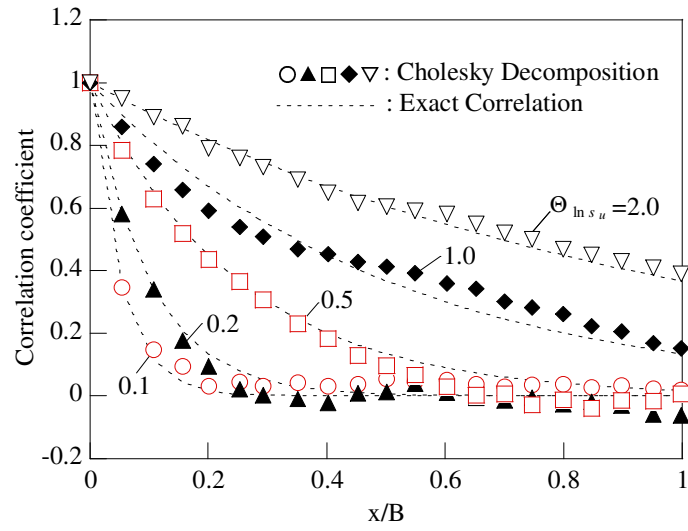 1.2
1
0.8
0.6
0.4
0.2
0
-0.2
Correlation coefficient
: Cholesky Decomposition
: Exact Correlation
Θ ln s u =2.0
1.0
0.5
0.2
0.1
0 0.2 0.4 0.6 0.8 1
x/B